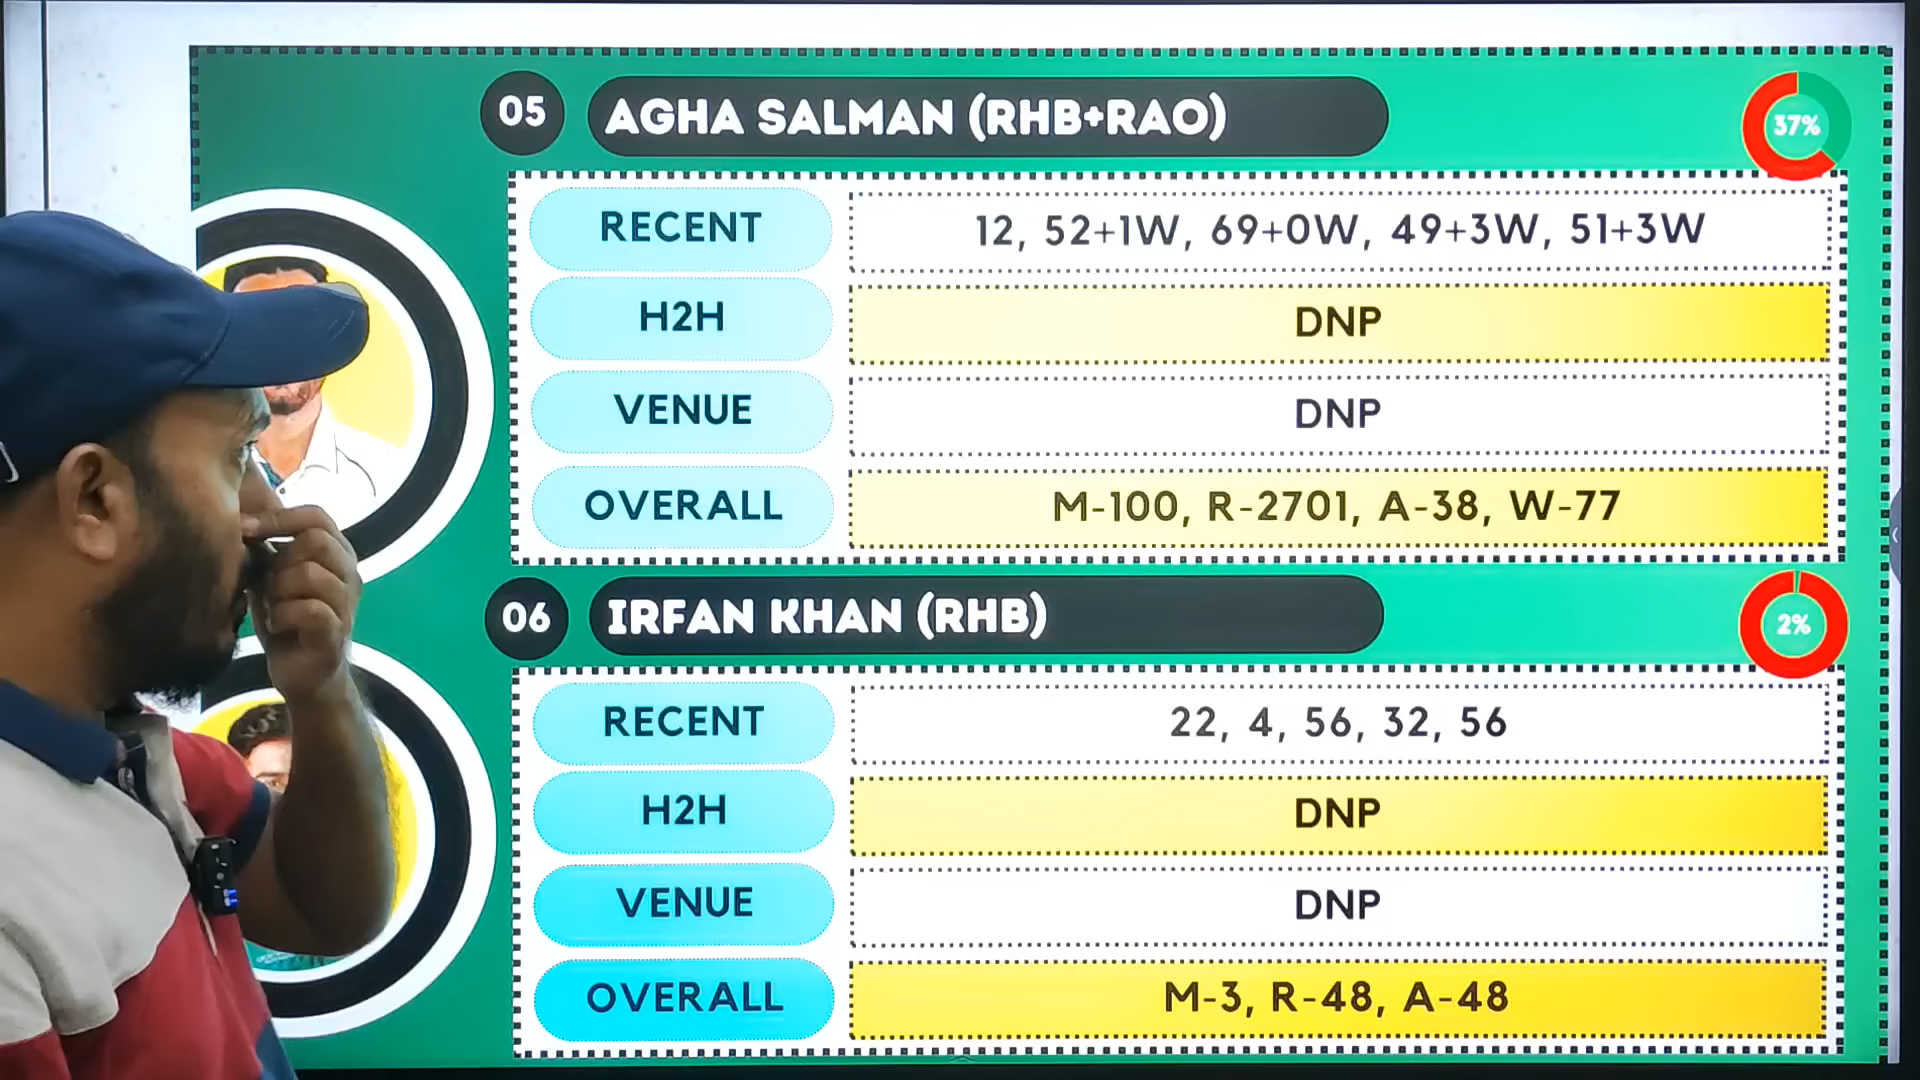 05 AGHA SALMAN (RHB+RAO) 37%
RECENT 12, 52+1W, 69+0W, 49+3W, 51+3W
H2H DNP
VENUE DNP
OVERALL M-100, R-2701, A-38, W-77
06 IRFAN KHAN (RHB) 2%
RECENT 22, 4, 56, 32, 56
H2H DNP
VENUE DNP
OVERALL M-3, R-48, A-48